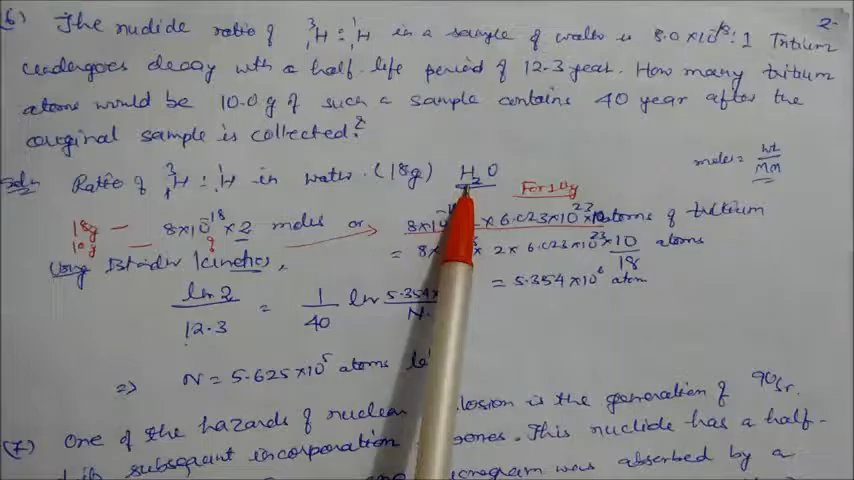 (6) The nuclide ratio of ³₁H : ¹₁H in a sample of water is 8.0×10⁻¹⁸ : 1 Tritium
undergoes decay with a half-life period of 12.3 year. How many tritium
atoms would be 10.0 g of such a sample contains 40 year after the
original sample is collected?
Soln Ratio of ³₁H : ¹₁H in water (18g) H₂O
moles = wt/MM
For 10g
18g — 8×10⁻¹⁸ × 2 moles or 8×10 × 6.023×10²³ atoms of tritium
10g — = 8× × 2 × 6.023×10²³ × 10/18 atoms
Using Ist order kinetics,
= 5.354×10⁶ atom
ln 2/12.3 = 1/40 ln 5.354×/N
⇒ N = 5.625×10⁵ atoms
(7) One of the hazards of nuclear explosion is the generation of ⁹⁰Sr.
subsequent incorporation bones. This nuclide has a half-
microgram was absorbed by a